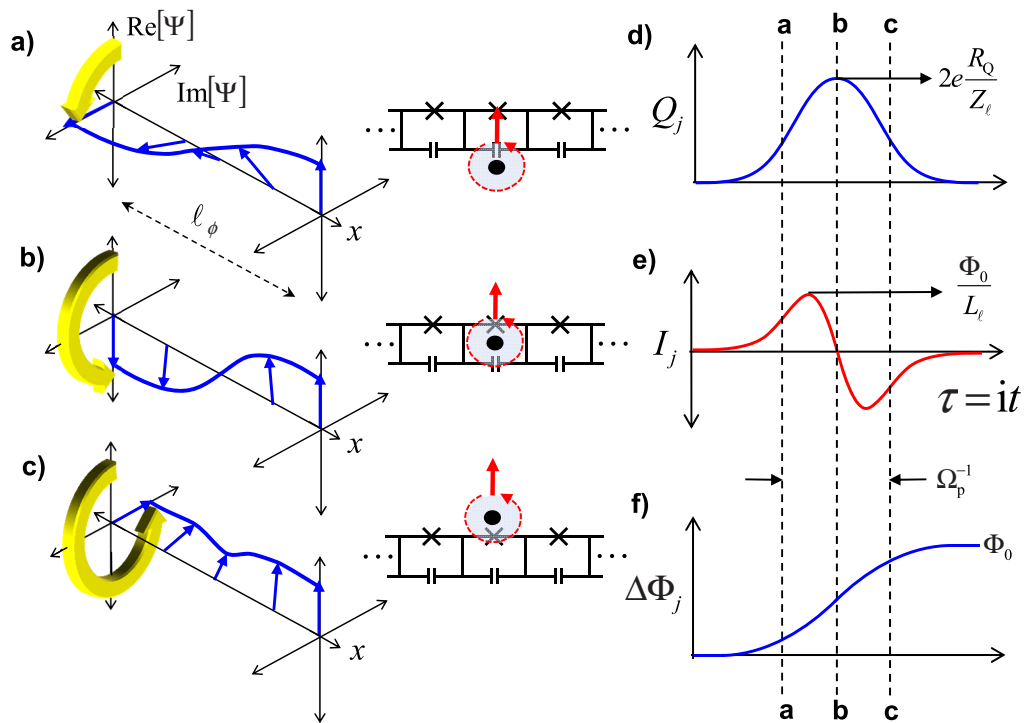 a)
Re[Ψ]
Im[Ψ]
x
ℓ_ϕ
... ...
b)
x
... ...
c)
x
... ...
a b c
d)
Q_j
2e R_Q/Z_ℓ
e)
I_j
Φ_0/L_ℓ
τ=it
Ω_p^{-1}
f)
ΔΦ_j
Φ_0
a b c